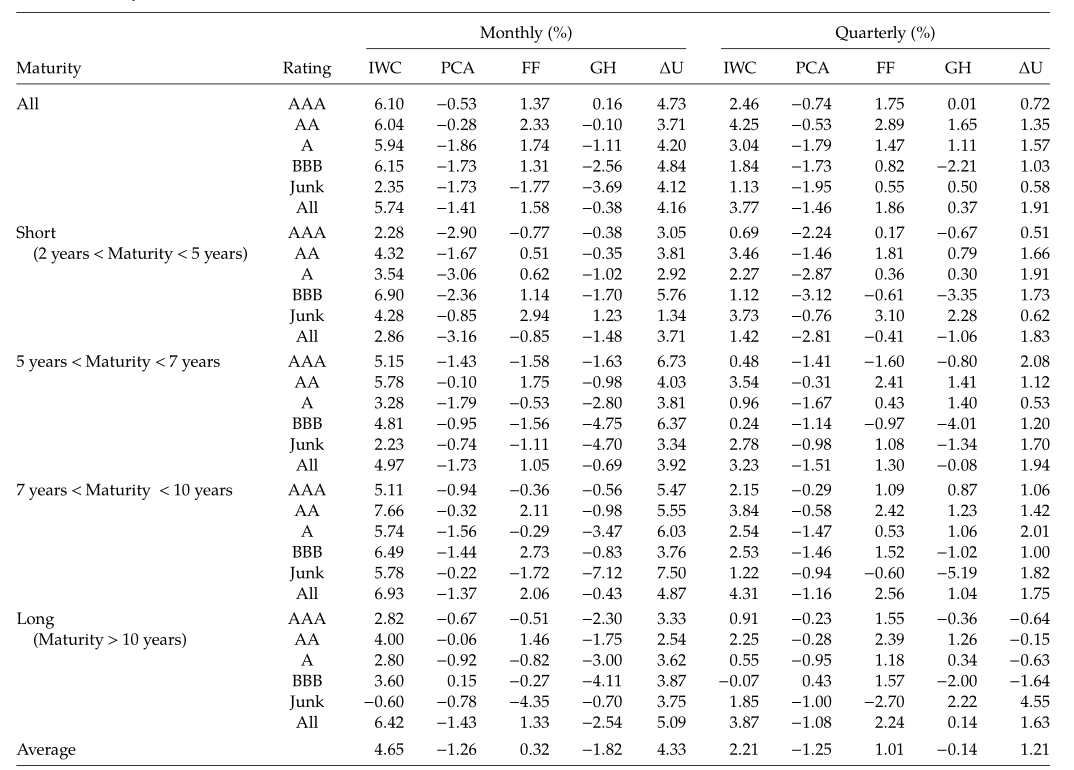 Monthly (%) Quarterly (%)
Maturity Rating IWC PCA FF GH ΔU IWC PCA FF GH ΔU
All AAA 6.10 −0.53 1.37 0.16 4.73 2.46 −0.74 1.75 0.01 0.72
AA 6.04 −0.28 2.33 −0.10 3.71 4.25 −0.53 2.89 1.65 1.35
A 5.94 −1.86 1.74 −1.11 4.20 3.04 −1.79 1.47 1.11 1.57
BBB 6.15 −1.73 1.31 −2.56 4.84 1.84 −1.73 0.82 −2.21 1.03
Junk 2.35 −1.73 −1.77 −3.69 4.12 1.13 −1.95 0.55 0.50 0.58
All 5.74 −1.41 1.58 −0.38 4.16 3.77 −1.46 1.86 0.37 1.91
Short AAA 2.28 −2.90 −0.77 −0.38 3.05 0.69 −2.24 0.17 −0.67 0.51
(2 years < Maturity < 5 years) AA 4.32 −1.67 0.51 −0.35 3.81 3.46 −1.46 1.81 0.79 1.66
A 3.54 −3.06 0.62 −1.02 2.92 2.27 −2.87 0.36 0.30 1.91
BBB 6.90 −2.36 1.14 −1.70 5.76 1.12 −3.12 −0.61 −3.35 1.73
Junk 4.28 −0.85 2.94 1.23 1.34 3.73 −0.76 3.10 2.28 0.62
All 2.86 −3.16 −0.85 −1.48 3.71 1.42 −2.81 −0.41 −1.06 1.83
5 years < Maturity < 7 years AAA 5.15 −1.43 −1.58 −1.63 6.73 0.48 −1.41 −1.60 −0.80 2.08
AA 5.78 −0.10 1.75 −0.98 4.03 3.54 −0.31 2.41 1.41 1.12
A 3.28 −1.79 −0.53 −2.80 3.81 0.96 −1.67 0.43 1.40 0.53
BBB 4.81 −0.95 −1.56 −4.75 6.37 0.24 −1.14 −0.97 −4.01 1.20
Junk 2.23 −0.74 −1.11 −4.70 3.34 2.78 −0.98 1.08 −1.34 1.70
All 4.97 −1.73 1.05 −0.69 3.92 3.23 −1.51 1.30 −0.08 1.94
7 years < Maturity < 10 years AAA 5.11 −0.94 −0.36 −0.56 5.47 2.15 −0.29 1.09 0.87 1.06
AA 7.66 −0.32 2.11 −0.98 5.55 3.84 −0.58 2.42 1.23 1.42
A 5.74 −1.56 −0.29 −3.47 6.03 2.54 −1.47 0.53 1.06 2.01
BBB 6.49 −1.44 2.73 −0.83 3.76 2.53 −1.46 1.52 −1.02 1.00
Junk 5.78 −0.22 −1.72 −7.12 7.50 1.22 −0.94 −0.60 −5.19 1.82
All 6.93 −1.37 2.06 −0.43 4.87 4.31 −1.16 2.56 1.04 1.75
Long AAA 2.82 −0.67 −0.51 −2.30 3.33 0.91 −0.23 1.55 −0.36 −0.64
(Maturity > 10 years) AA 4.00 −0.06 1.46 −1.75 2.54 2.25 −0.28 2.39 1.26 −0.15
A 2.80 −0.92 −0.82 −3.00 3.62 0.55 −0.95 1.18 0.34 −0.63
BBB 3.60 0.15 −0.27 −4.11 3.87 −0.07 0.43 1.57 −2.00 −1.64
Junk −0.60 −0.78 −4.35 −0.70 3.75 1.85 −1.00 −2.70 2.22 4.55
All 6.42 −1.43 1.33 −2.54 5.09 3.87 −1.08 2.24 0.14 1.63
Average 4.65 −1.26 0.32 −1.82 4.33 2.21 −1.25 1.01 −0.14 1.21